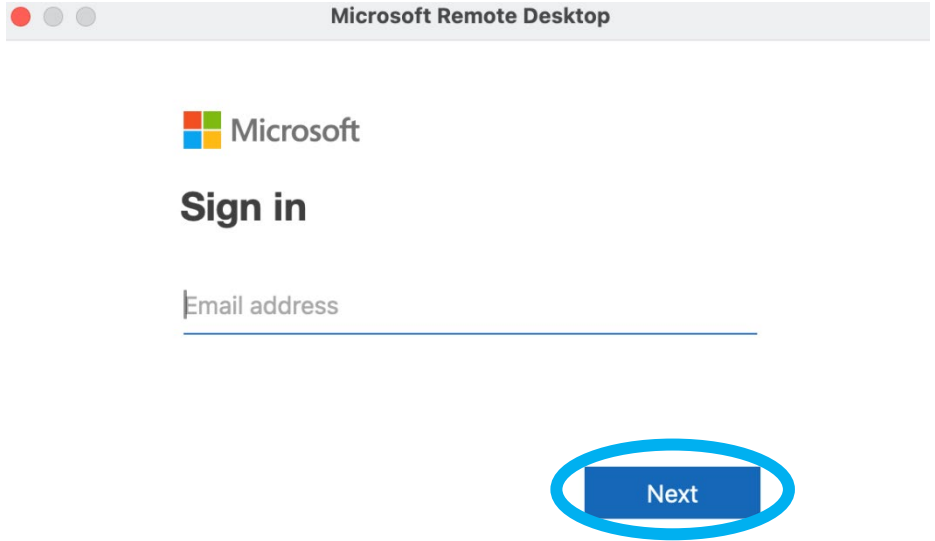 Microsoft Remote Desktop
Microsoft
Sign in
Email address
Next